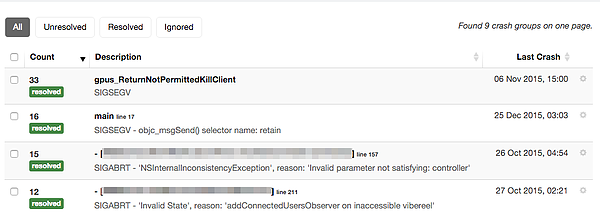 All Unresolved Resolved Ignored Found 9 crash groups on one page.
Count Description Last Crash
33 gpus_ReturnNotPermittedKillClient 06 Nov 2015, 15:00
resolved SIGSEGV
16 main line 17 25 Dec 2015, 03:03
resolved SIGSEGV - objc_msgSend() selector name: retain
15 - [ ] line 157 26 Oct 2015, 04:54
resolved SIGABRT - 'NSInternalInconsistencyException', reason: 'Invalid parameter not satisfying: controller'
12 - [ ] line 211 27 Oct 2015, 02:21
resolved SIGABRT - 'Invalid State', reason: 'addConnectedUsersObserver on inaccessible vibereel'